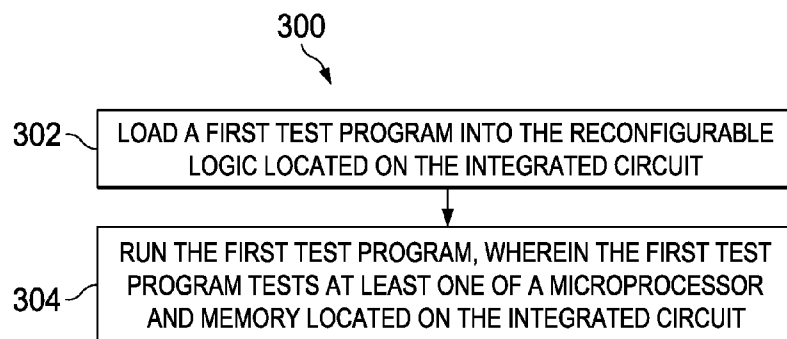 300
302
LOAD A FIRST TEST PROGRAM INTO THE RECONFIGURABLE
LOGIC LOCATED ON THE INTEGRATED CIRCUIT
304
RUN THE FIRST TEST PROGRAM, WHEREIN THE FIRST TEST
PROGRAM TESTS AT LEAST ONE OF A MICROPROCESSOR
AND MEMORY LOCATED ON THE INTEGRATED CIRCUIT